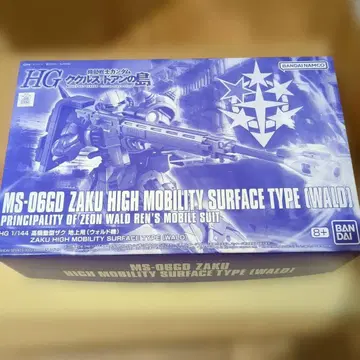 機動戦士ガンダム
HG ククルス・ドアンの島
BANDAI NAMCO
MS-06GD ZAKU HIGH MOBILITY SURFACE TYPE (WALD)
PRINCIPALITY OF ZEON WALD REN'S MOBILE SUIT
HG 1/144 高機動型ザク 地上用(ウォルド機)
ZAKU HIGH MOBILITY SURFACE TYPE (WALD)
8+
BANDAI
MS-06GD ZAKU
HIGH MOBILITY SURFACE TYPE (WALD)